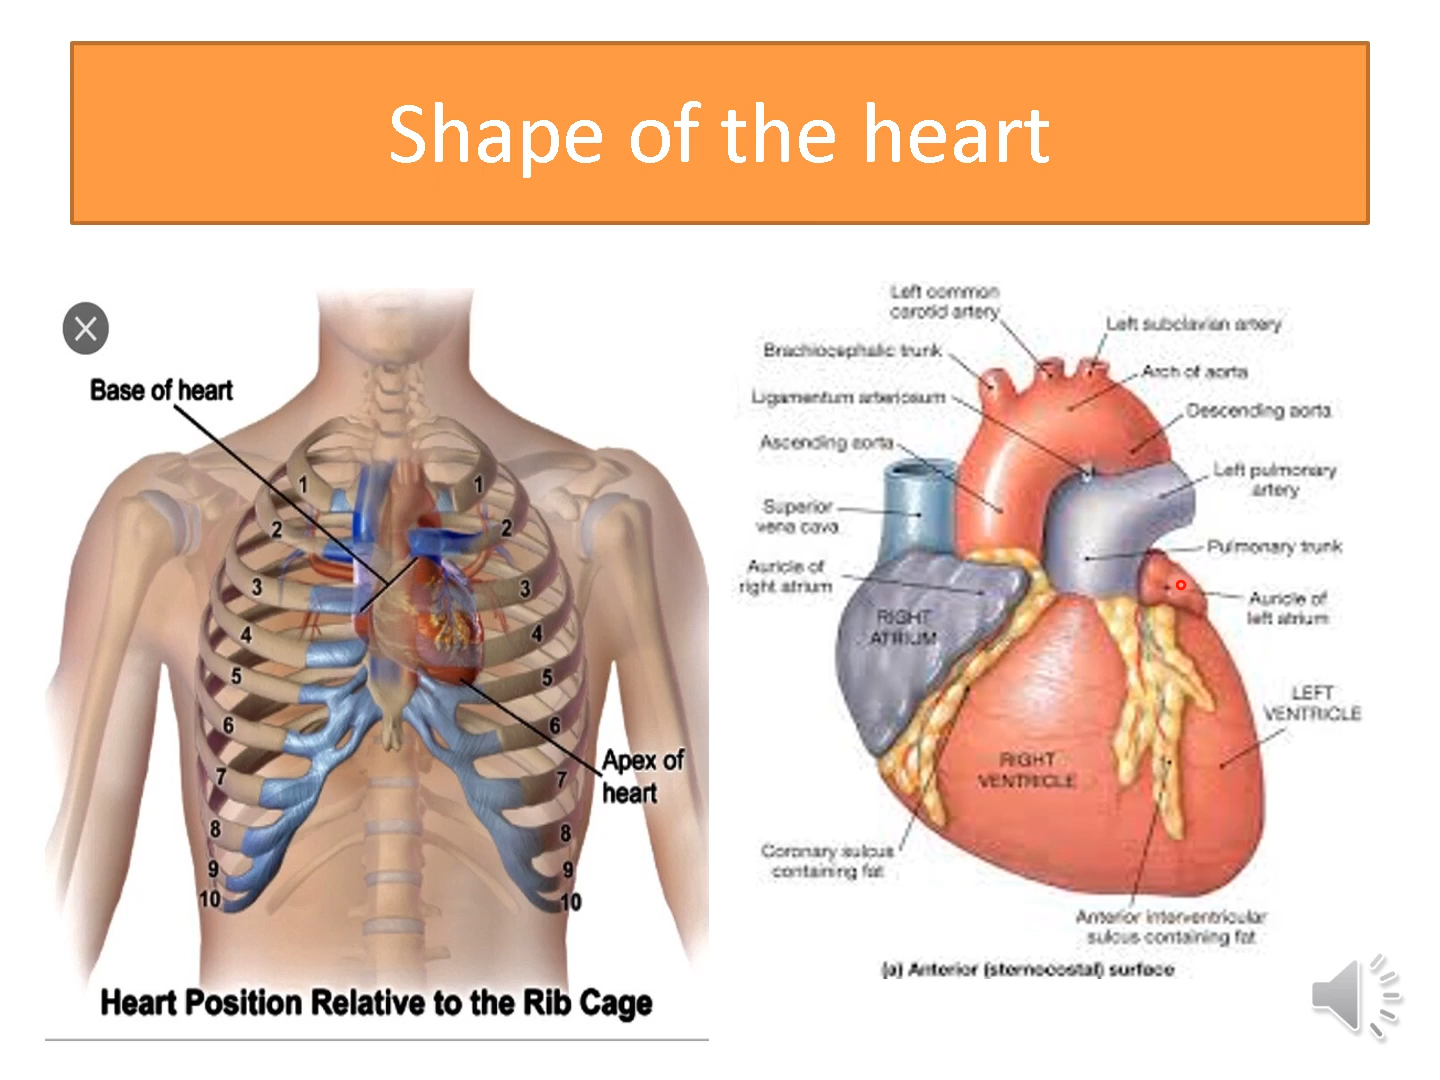 Shape of the heart
Base of heart
1
1
2
2
3
3
4
4
5
5
6
6
7
7
8
8
9
9
10
10
Apex of
heart
Heart Position Relative to the Rib Cage
Left common
carotid artery
Left subclavian artery
Brachiocephalic trunk
Arch of aorta
Ligamentum arteriosum
Descending aorta
Ascending aorta
Left pulmonary
artery
Superior
vena cava
Pulmonary trunk
Auricle of
right atrium
Auricle of
left atrium
RIGHT
ATRIUM
LEFT
VENTRICLE
RIGHT
VENTRICLE
Coronary sulcus
containing fat
Anterior interventricular
sulcus containing fat
(a) Anterior (sternocostal) surface